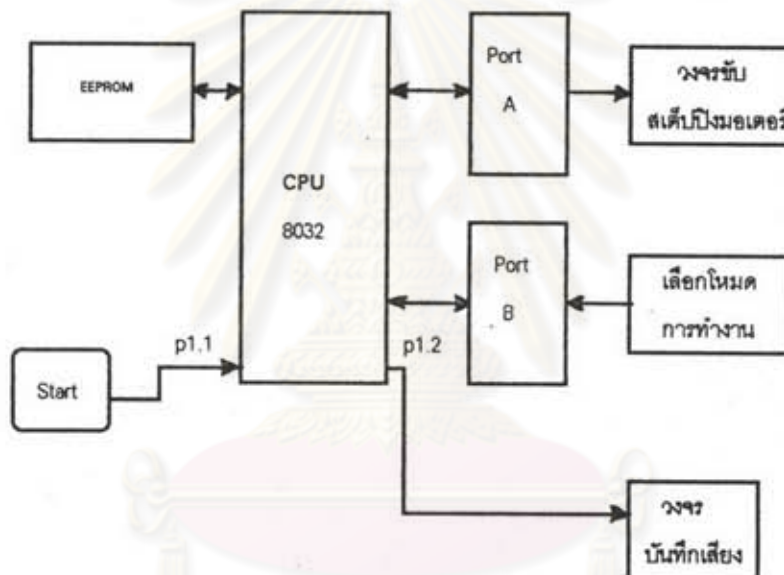 EEPROM
CPU
8032
Port
A
วงจรขับ
สเต็ปปิงมอเตอร์
Port
B
เลือกโหมด
การทำงาน
Start
p1.1
p1.2
วงจร
บันทึกเสียง